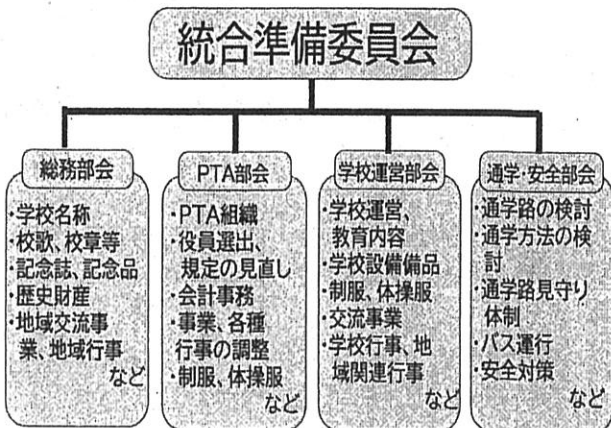 統合準備委員会
総務部会
・学校名称
・校歌、校章等
・記念誌、記念品
・歴史財産
・地域交流事
業、地域行事
など
PTA部会
・PTA組織
・役員選出、
規定の見直し
・会計事務
・事業、各種
行事の調整
・制服、体操服
など
学校運営部会
・学校運営、
教育内容
・学校設備備品
・制服、体操服
・交流事業
・学校行事、地
域関連行事
など
通学・安全部会
・通学路の検討
・通学方法の検
討
・通学路見守り
体制
・バス運行
・安全対策
など